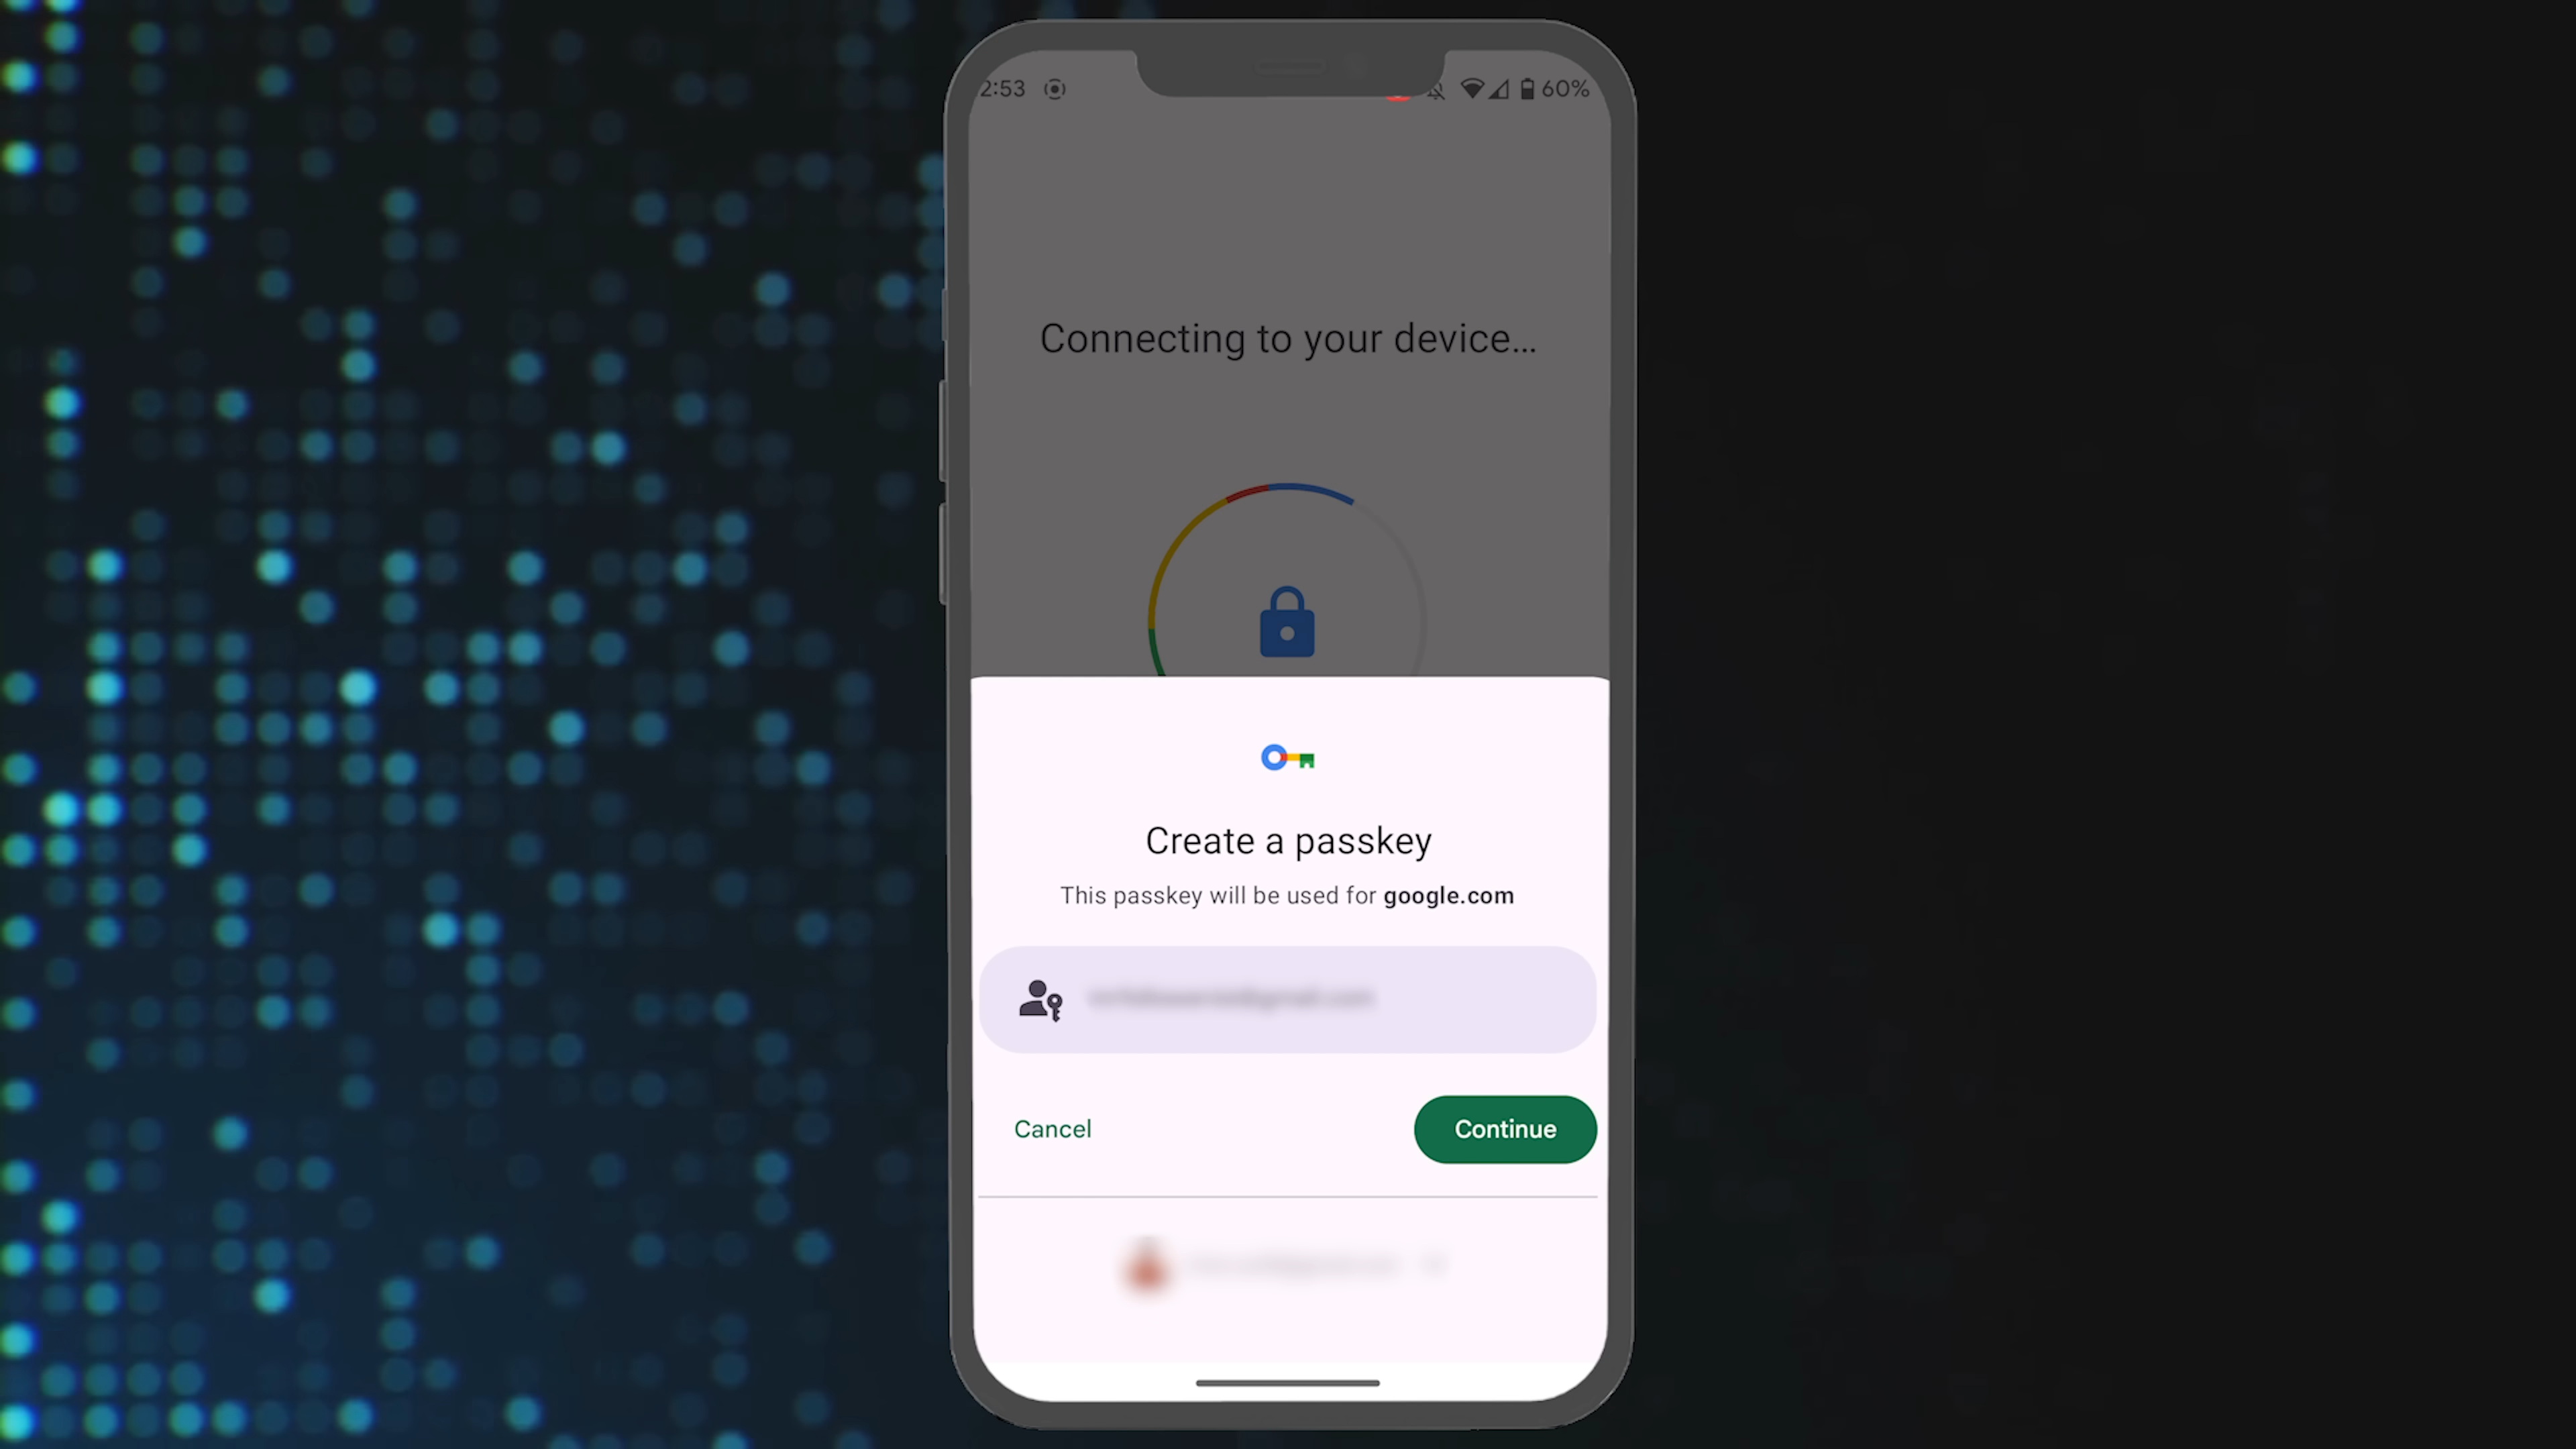 2:53
60%
Connecting to your device...
Create a passkey
This passkey will be used for google.com
Cancel
Continue